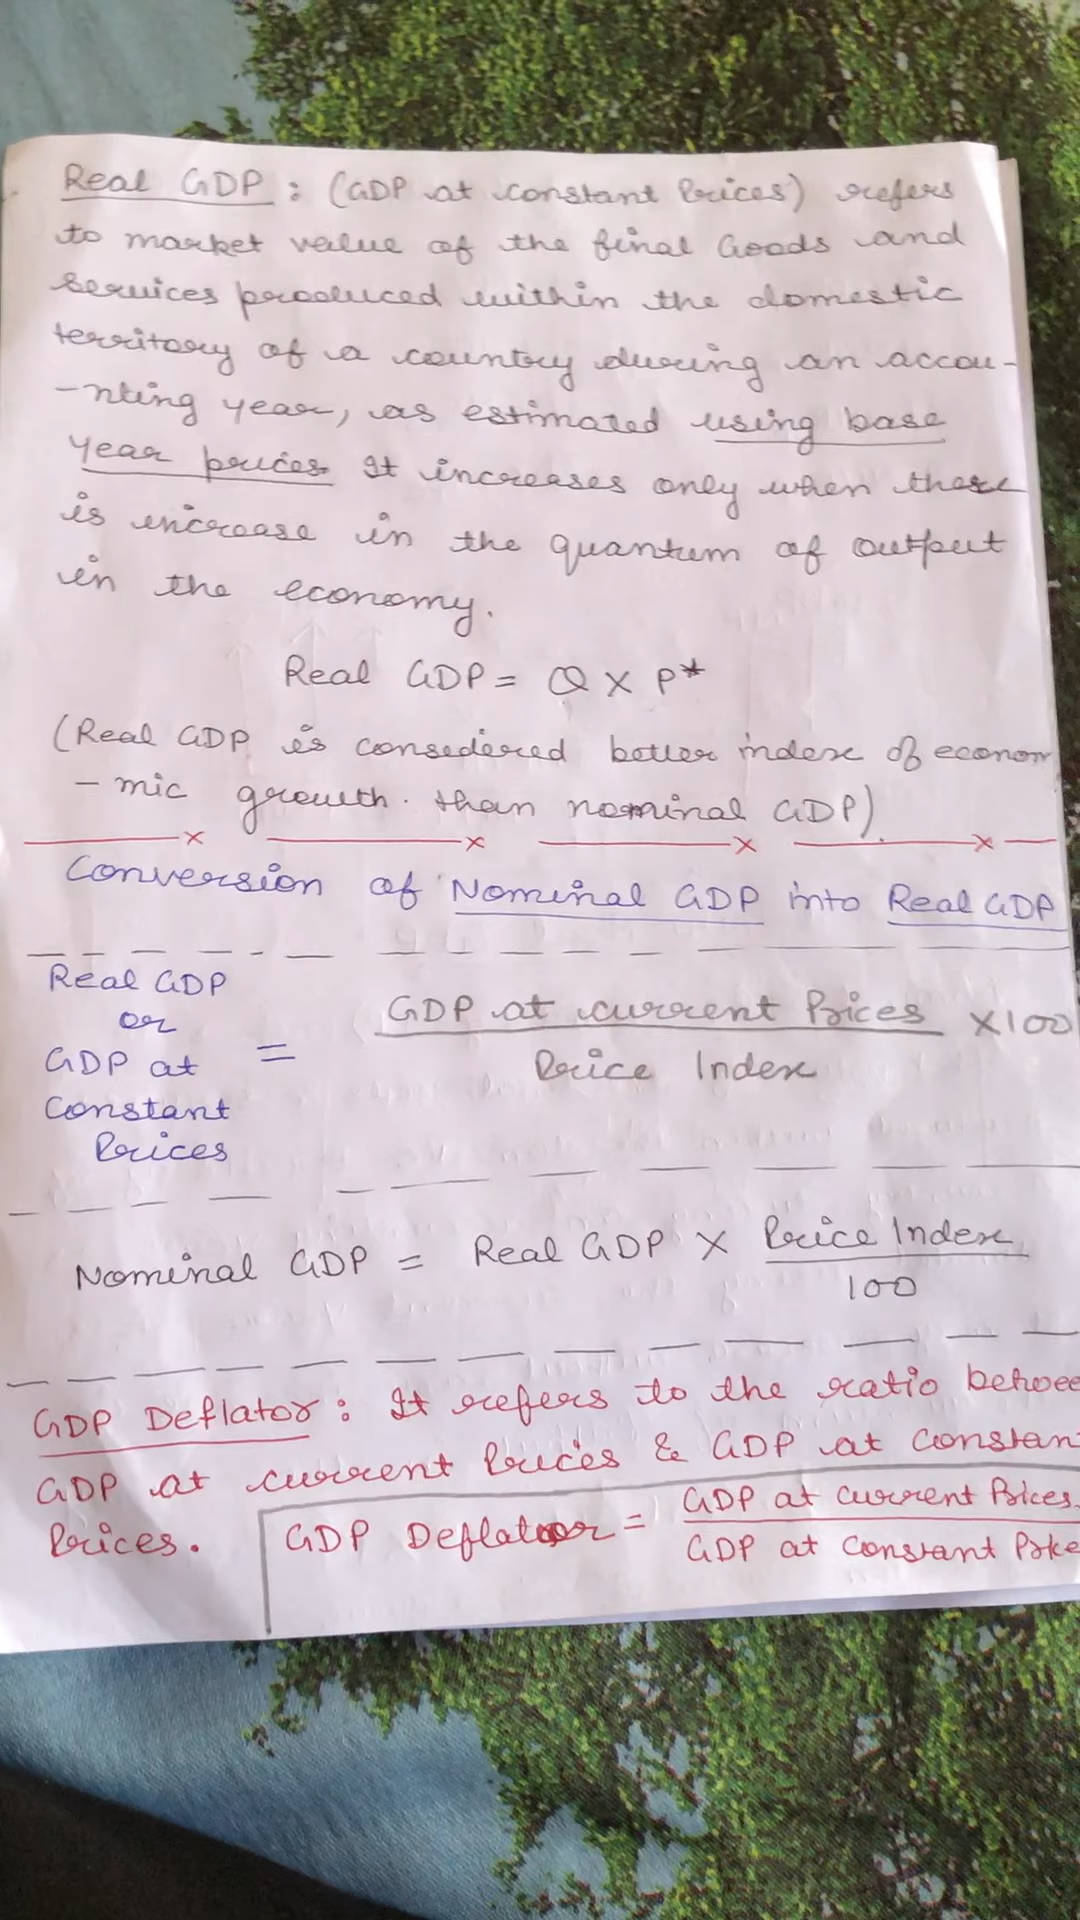 Real GDP : (GDP at constant Prices) refers
to market value of the final Goods and
services produced within the domestic
territory of a country during an accou-
-nting year, as estimated using base
year prices. It increases only when there
is increase in the quantum of output
in the economy.
Real GDP = Q X P*
(Real GDP is considered better index of econom
- mic growth. than nominal GDP).
Conversion of Nominal GDP into Real GDP
Real GDP
or
GDP at
Constant
Prices
=
GDP at current Prices X100
Price Index
Nominal GDP = Real GDP X Price Index
100
GDP Deflator : It refers to the ratio betwee
GDP at current Prices & GDP at Constan
Prices.
GDP Deflator = GDP at current Prices
GDP at Constant Price